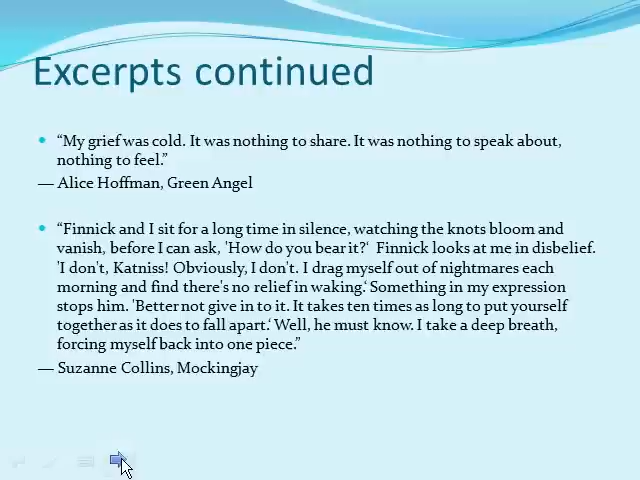 Excerpts continued
“My grief was cold. It was nothing to share. It was nothing to speak about,
nothing to feel.”
— Alice Hoffman, Green Angel
“Finnick and I sit for a long time in silence, watching the knots bloom and
vanish, before I can ask, 'How do you bear it?‘  Finnick looks at me in disbelief.
'I don't, Katniss! Obviously, I don't. I drag myself out of nightmares each
morning and find there's no relief in waking.‘ Something in my expression
stops him. 'Better not give in to it. It takes ten times as long to put yourself
together as it does to fall apart.‘ Well, he must know. I take a deep breath,
forcing myself back into one piece.”
— Suzanne Collins, Mockingjay